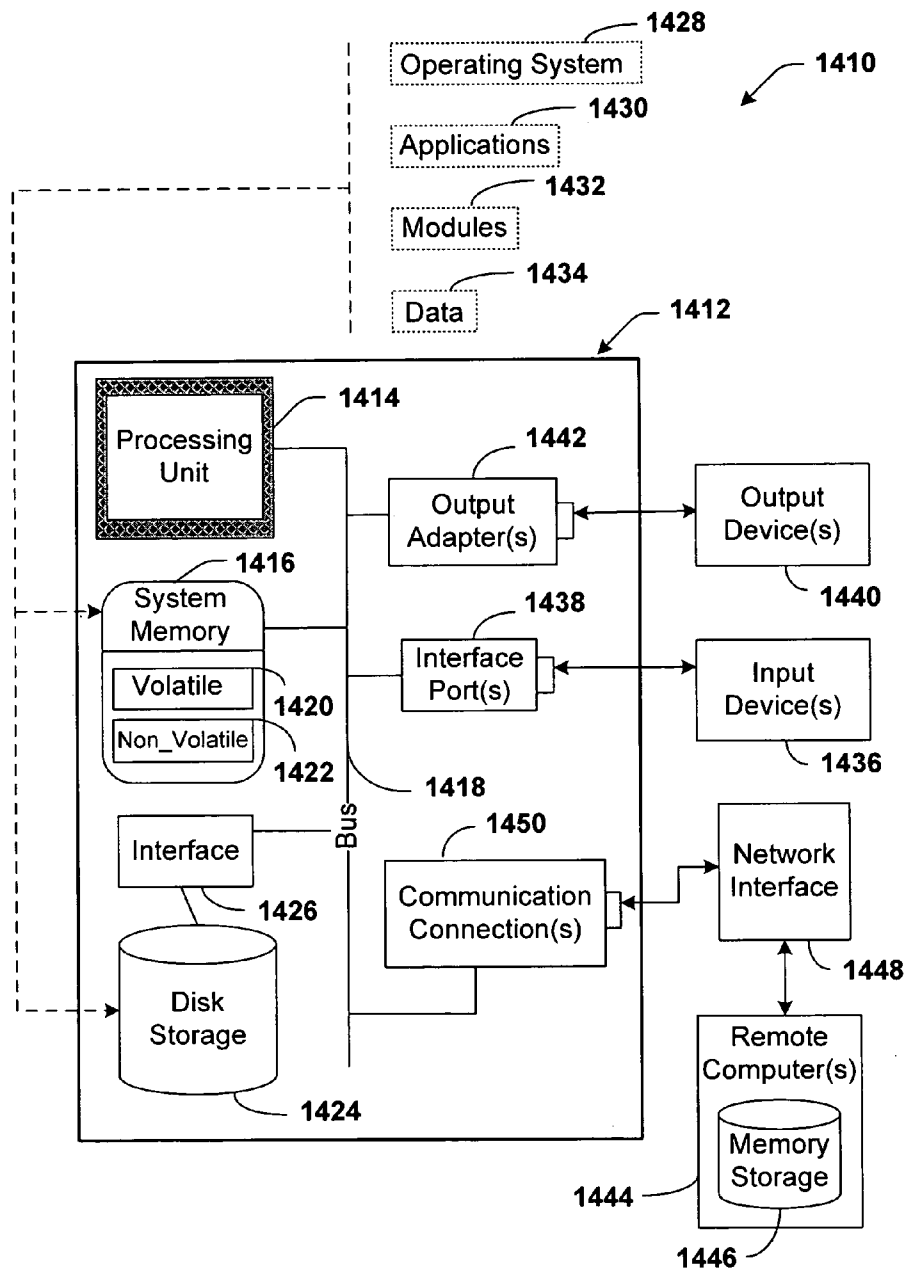 1428
Operating System
1410
1430
Applications
1432
Modules
1434
Data
1412
1414
Processing
Unit
1442
Output
Adapter(s)
Output
Device(s)
1440
1416
System
Memory
Volatile
1420
Non_Volatile
1422
1438
Interface
Port(s)
Input
Device(s)
1436
1418
Bus
1450
Interface
1426
Communication
Connection(s)
Network
Interface
1448
Disk
Storage
1424
Remote
Computer(s)
Memory
Storage
1444
1446